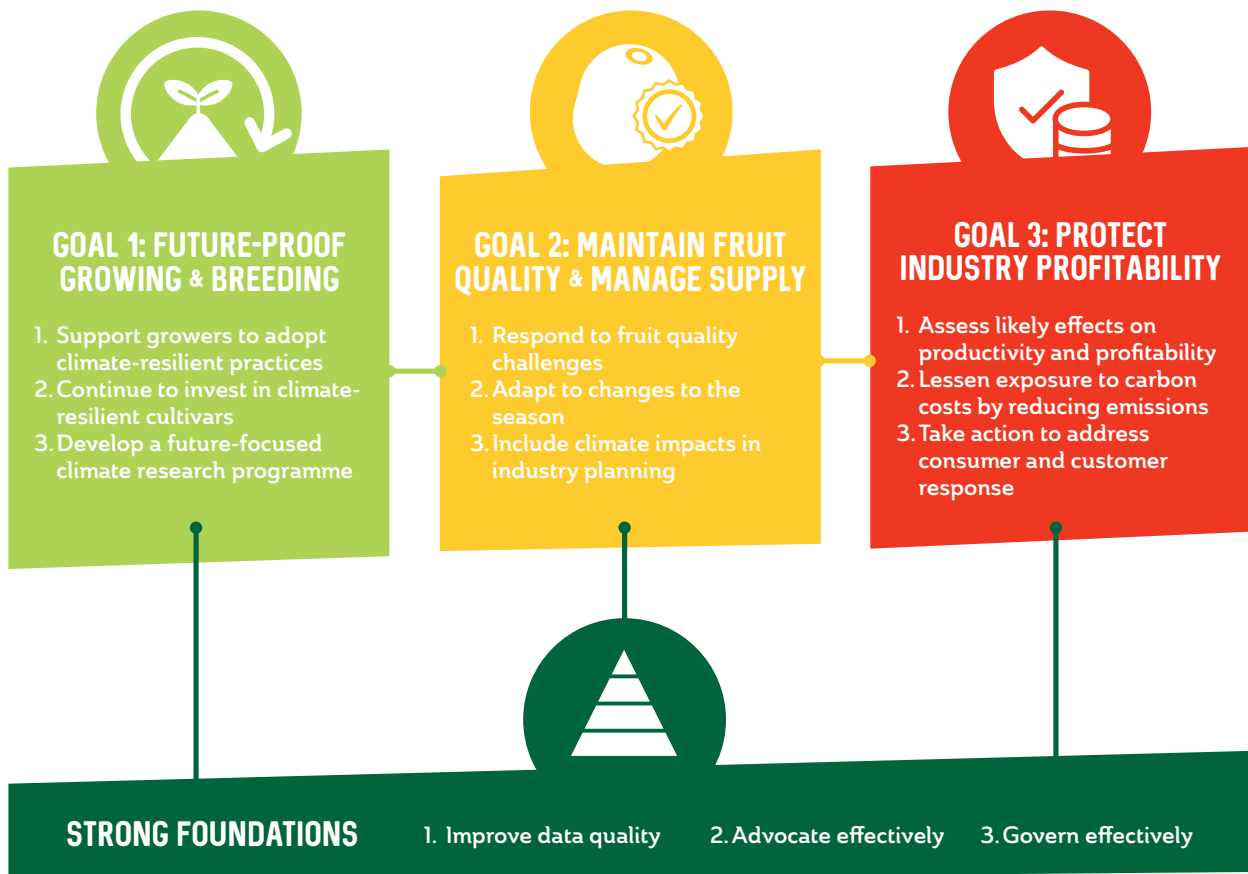 GOAL 1: FUTURE-PROOF
GROWING & BREEDING
1. Support growers to adopt
climate-resilient practices
2. Continue to invest in climate-
resilient cultivars
3. Develop a future-focused
climate research programme
GOAL 2: MAINTAIN FRUIT
QUALITY & MANAGE SUPPLY
1. Respond to fruit quality
challenges
2. Adapt to changes to the
season
3. Include climate impacts in
industry planning
GOAL 3: PROTECT
INDUSTRY PROFITABILITY
1. Assess likely effects on
productivity and profitability
2. Lessen exposure to carbon
costs by reducing emissions
3. Take action to address
consumer and customer
response
STRONG FOUNDATIONS
1. Improve data quality
2. Advocate effectively
3. Govern effectively